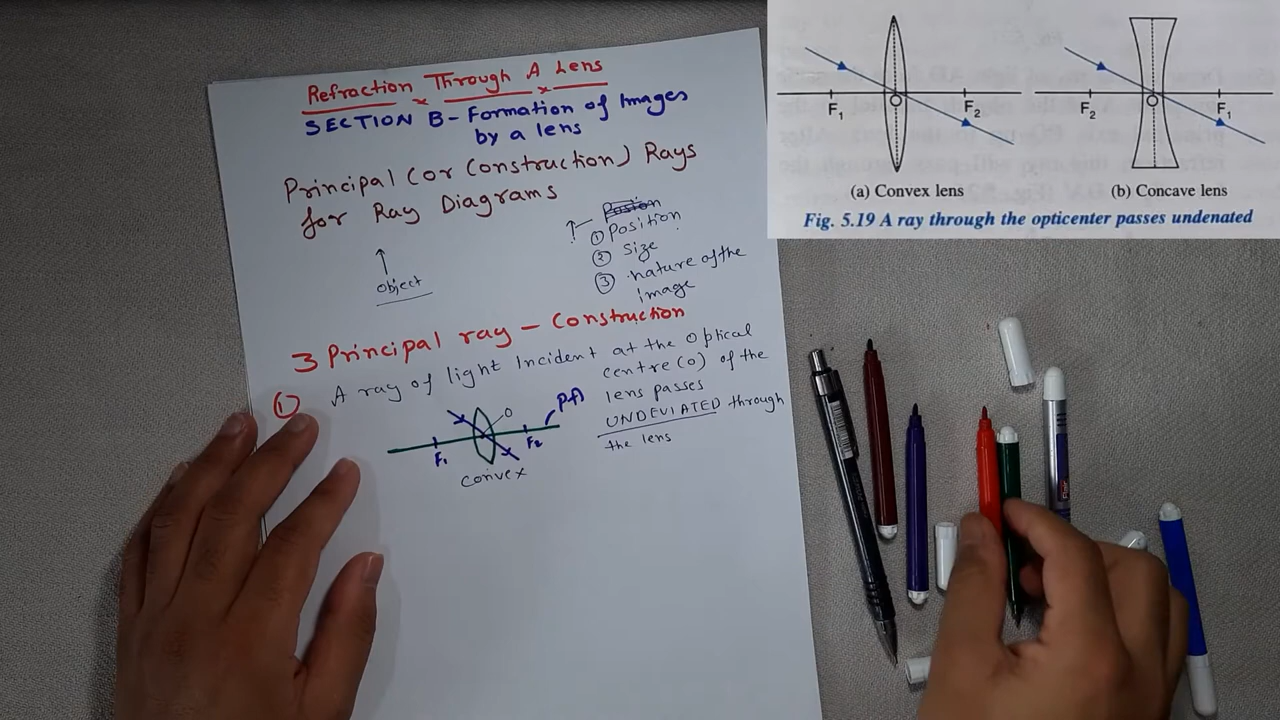 Refraction Through A Lens
SECTION B - Formation of Images
by a lens
Principal (or Construction) Rays
for Ray Diagrams
object
Position
① Position
② Size
③ nature of the
image
3 Principal ray - Construction
① A ray of light Incident at the optical
centre (o) of the
lens passes
UNDEVIATED through
the lens
O
F₁
F₂
Convex
O
F₁
F₂
(a) Convex lens
O
F₂
F₁
(b) Concave lens
Fig. 5.19 A ray through the opticenter passes undenated